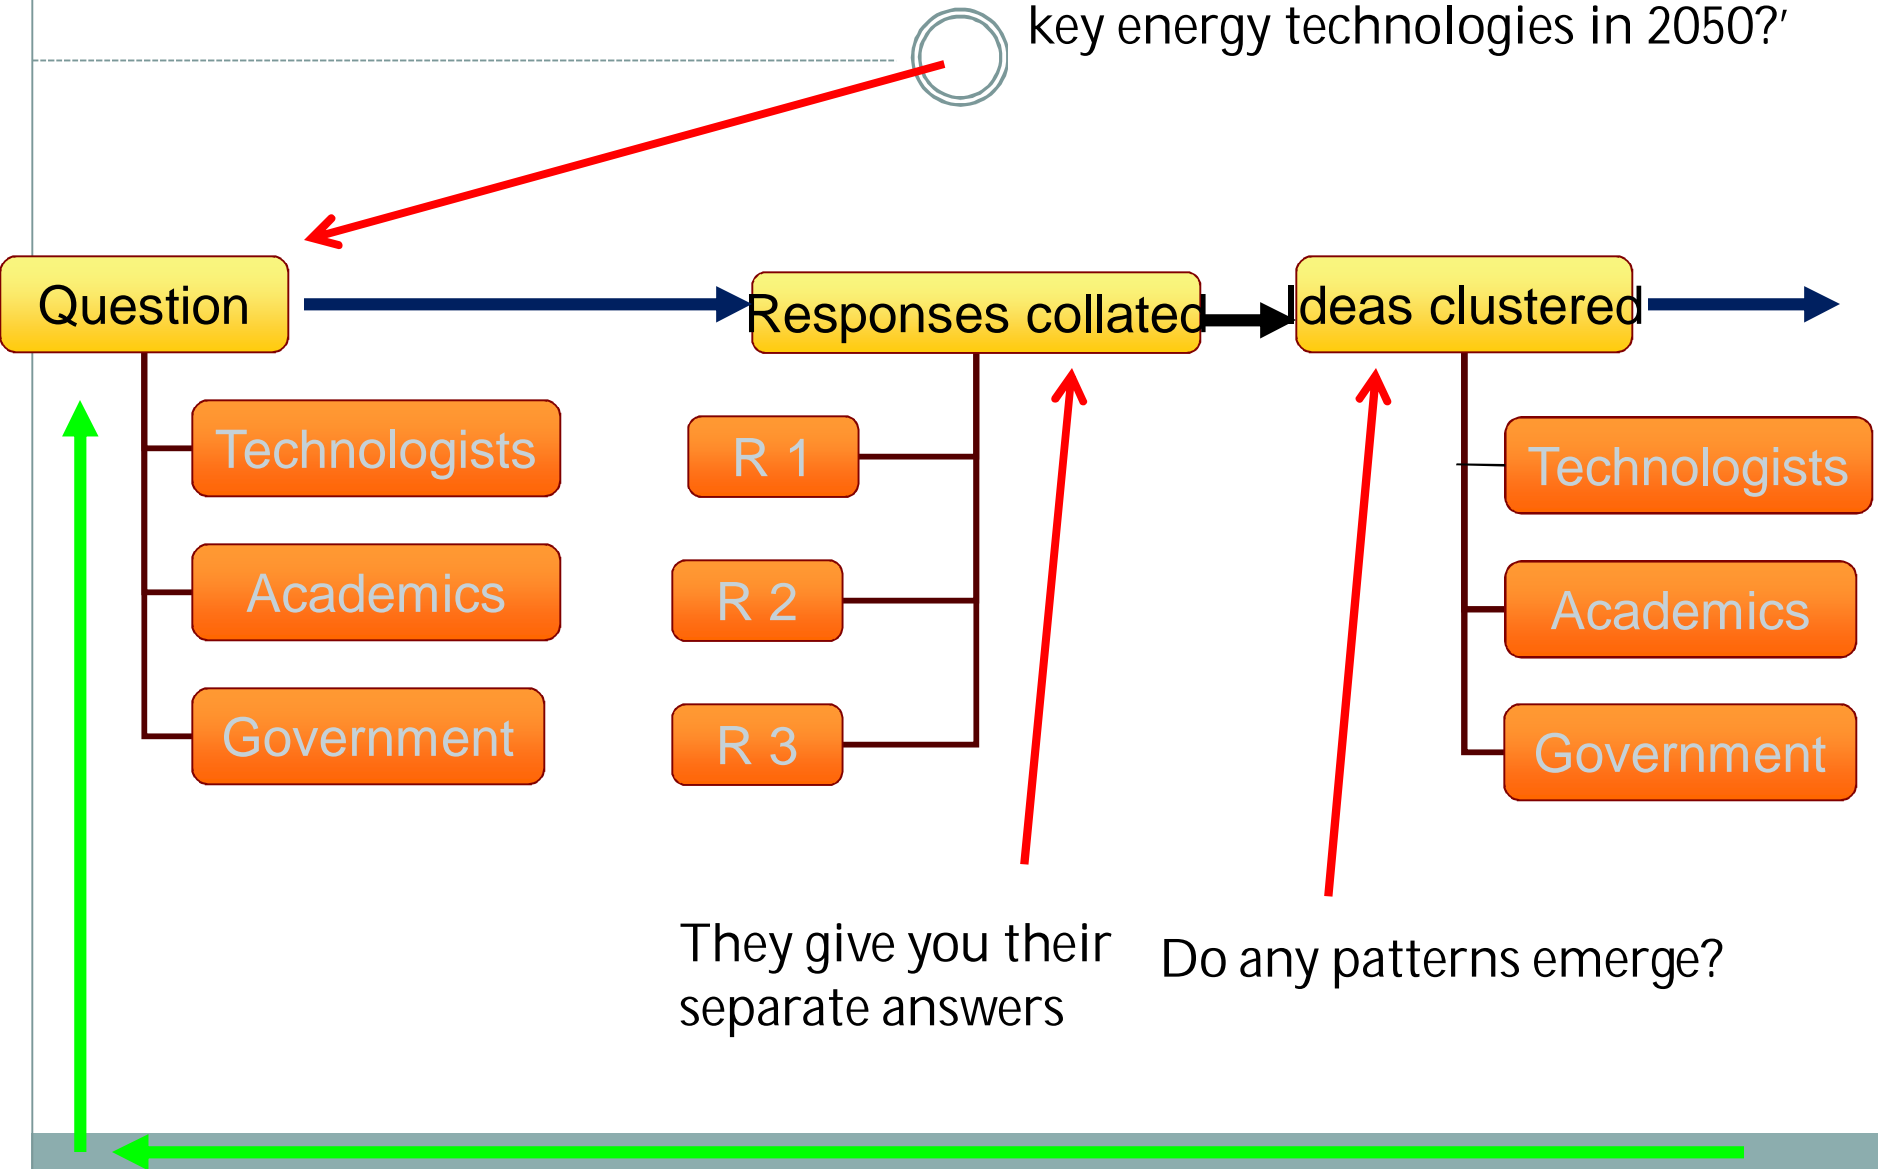 key energy technologies in 2050?’
Question
Responses collated
Ideas clustered
Technologists
Academics
Government
R 1
R 2
R 3
Technologists
Academics
Government
They give you their
separate answers
Do any patterns emerge?